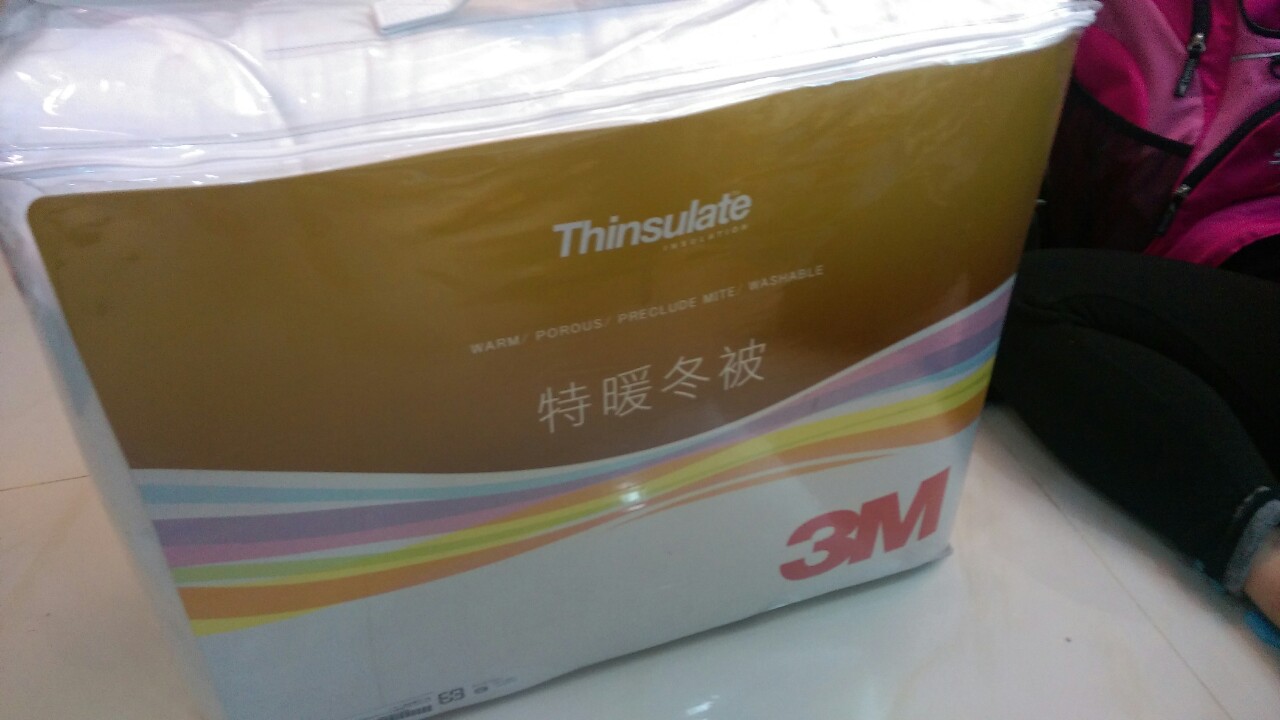 Thinsulate
INSULATION
WARM/ POROUS/ PRECLUDE MITE/ WASHABLE
特暖冬被
3M